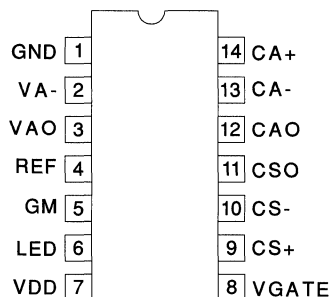 GND 1 14 CA+
VA- 2 13 CA-
VAO 3 12 CAO
REF 4 11 CSO
GM 5 10 CS-
LED 6 9 CS+
VDD 7 8 VGATE